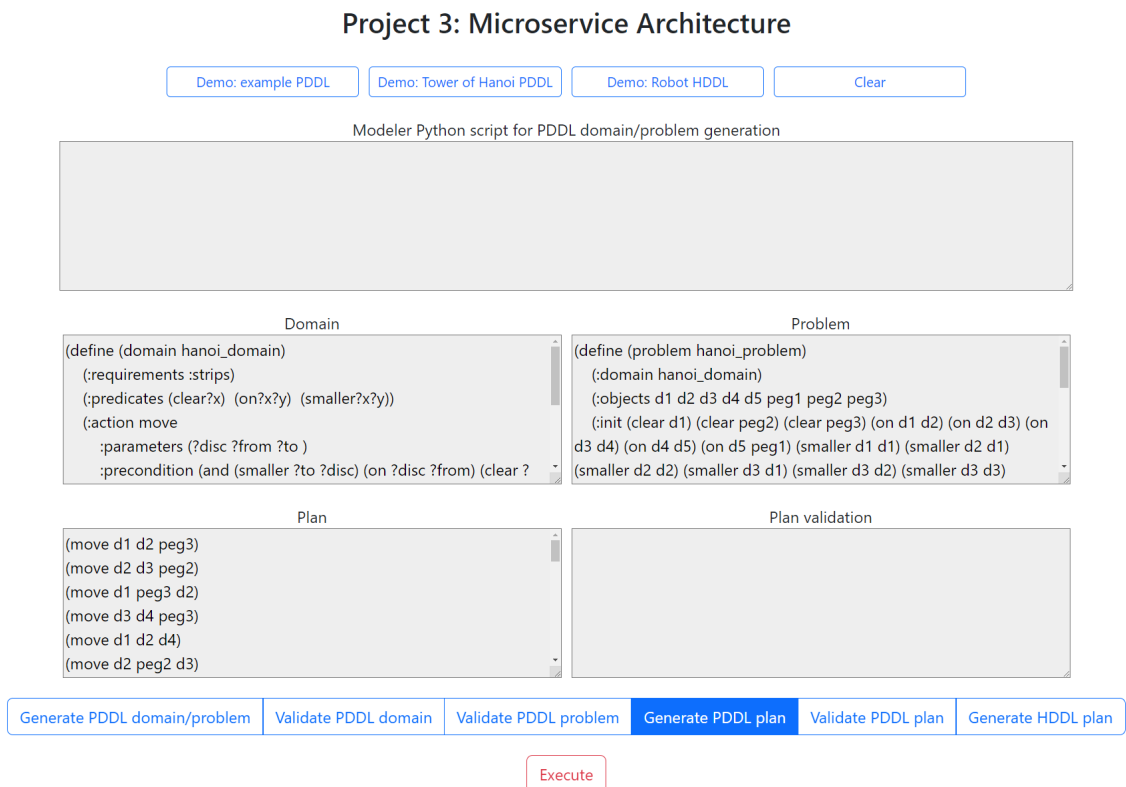 Project 3: Microservice Architecture
Demo: example PDDL
Demo: Tower of Hanoi PDDL
Demo: Robot HDDL
Clear
Modeler Python script for PDDL domain/problem generation
Domain
(define (domain hanoi_domain)
(:requirements :strips)
(:predicates (clear?x)  (on?x?y)  (smaller?x?y))
(:action move
:parameters (?disc ?from ?to )
:precondition (and (smaller ?to ?disc) (on ?disc ?from) (clear ?
Problem
(define (problem hanoi_problem)
(:domain hanoi_domain)
(:objects d1 d2 d3 d4 d5 peg1 peg2 peg3)
(:init (clear d1) (clear peg2) (clear peg3) (on d1 d2) (on d2 d3) (on
d3 d4) (on d4 d5) (on d5 peg1) (smaller d1 d1) (smaller d2 d1)
(smaller d2 d2) (smaller d3 d1) (smaller d3 d2) (smaller d3 d3)
Plan
(move d1 d2 peg3)
(move d2 d3 peg2)
(move d1 peg3 d2)
(move d3 d4 peg3)
(move d1 d2 d4)
(move d2 peg2 d3)
Plan validation
Generate PDDL domain/problem
Validate PDDL domain
Validate PDDL problem
Generate PDDL plan
Validate PDDL plan
Generate HDDL plan
Execute